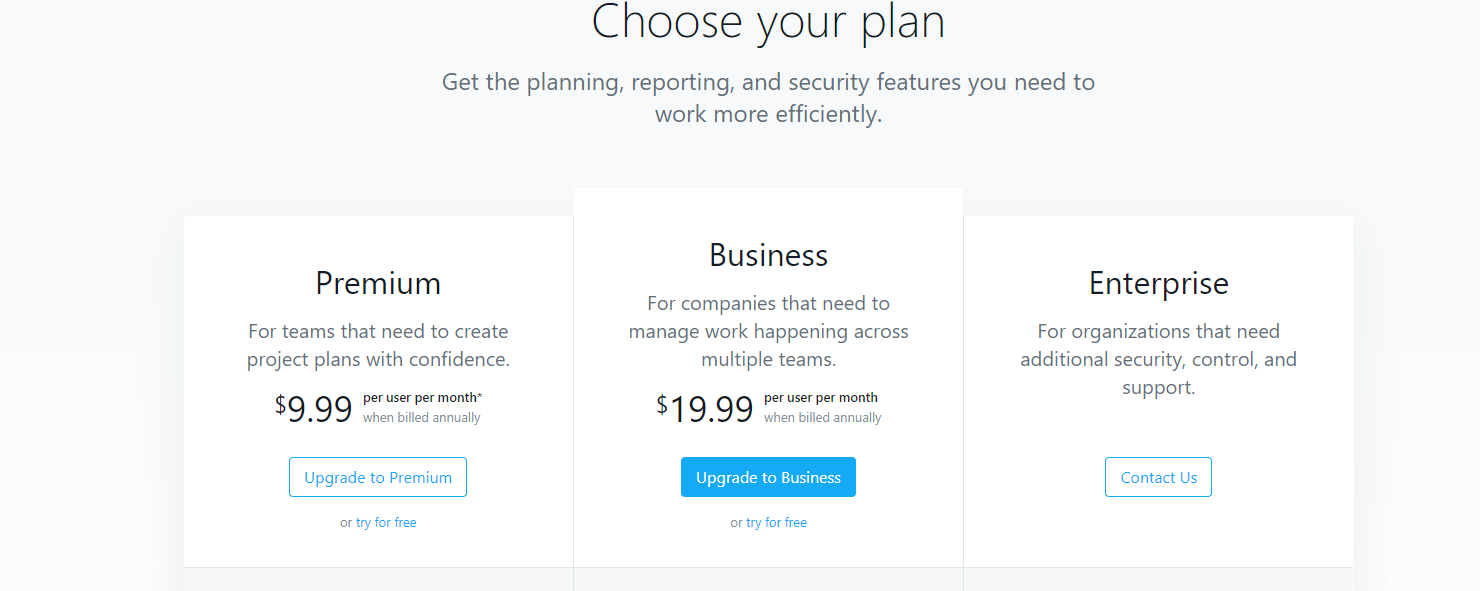 Choose your plan
Get the planning, reporting, and security features you need to
work more efficiently.
Premium
For teams that need to create
project plans with confidence.
$9.99 per user per month*
when billed annually
Upgrade to Premium
or try for free
Business
For companies that need to
manage work happening across
multiple teams.
$19.99 per user per month
when billed annually
Upgrade to Business
or try for free
Enterprise
For organizations that need
additional security, control, and
support.
Contact Us